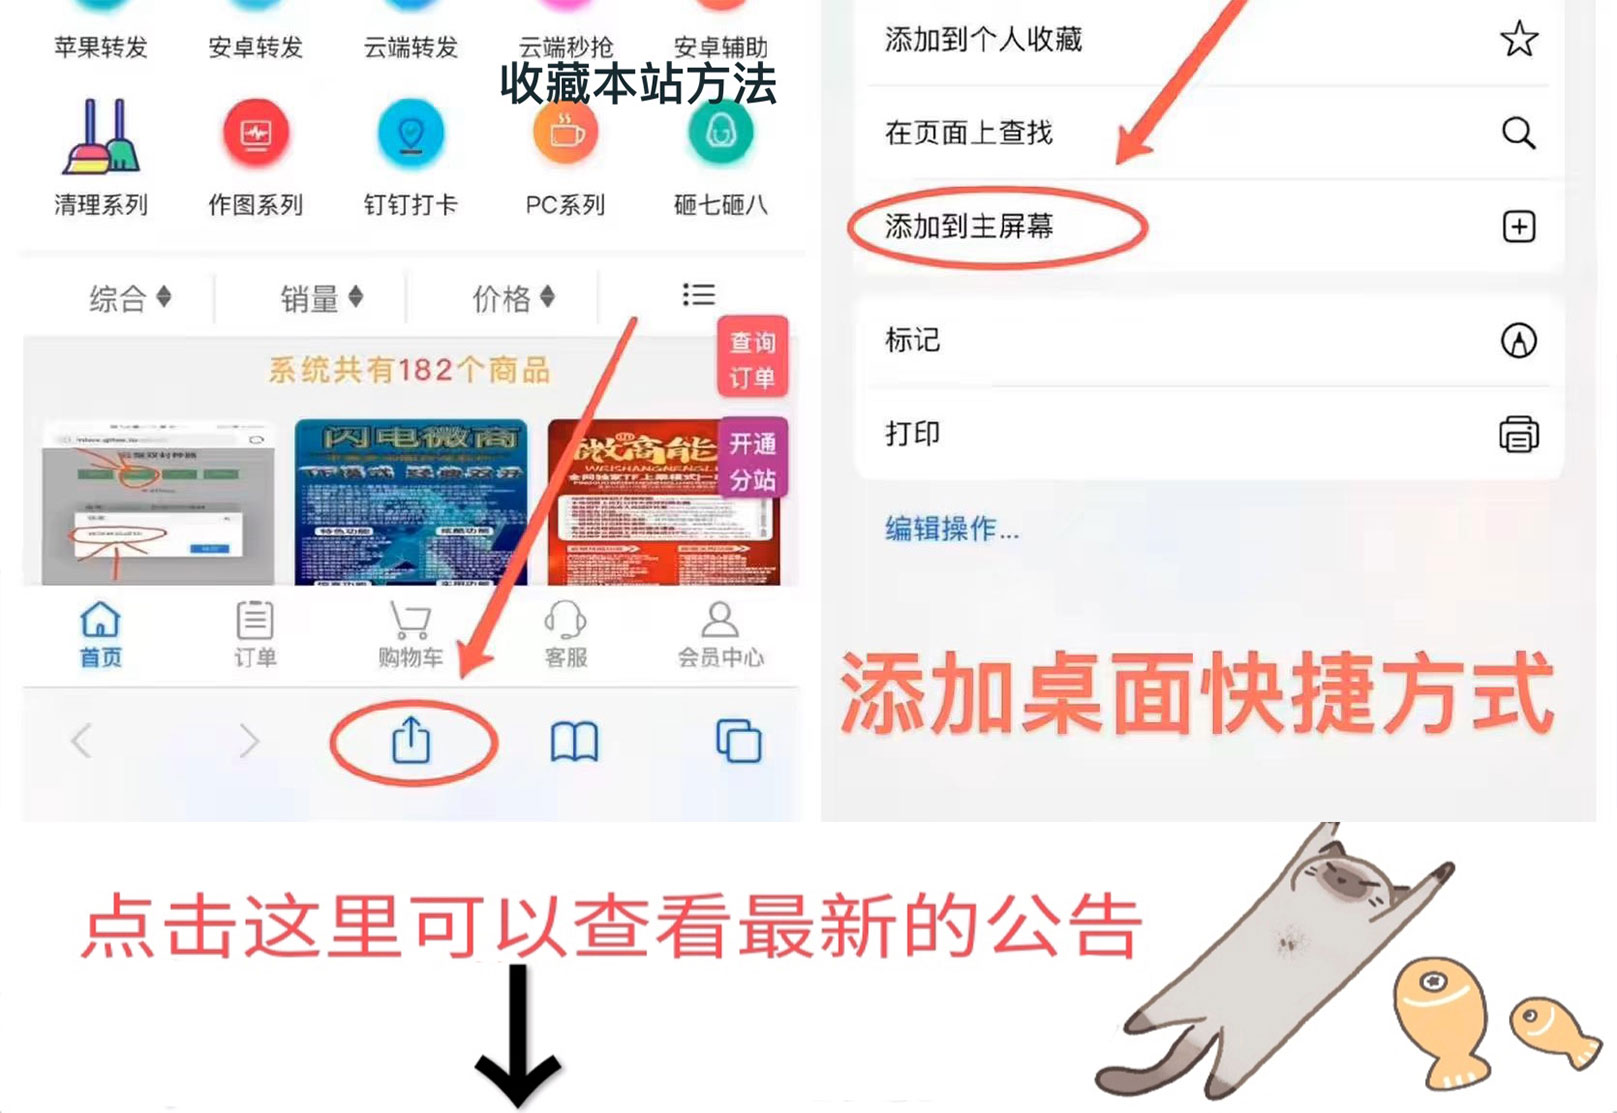 苹果转发 安卓转发 云端转发 云端秒抢 安卓辅助
收藏本站方法
清理系列 作图系列 钉钉打卡 PC系列 砸七砸八
综合 销量 价格
查询
订单
系统共有182个商品
开通
分站
闪电微商
微商能
WEISHANGNENGL
首页 订单 购物车 客服 会员中心
添加到个人收藏
在页面上查找
添加到主屏幕
标记
打印
编辑操作...
添加桌面快捷方式
点击这里可以查看最新的公告